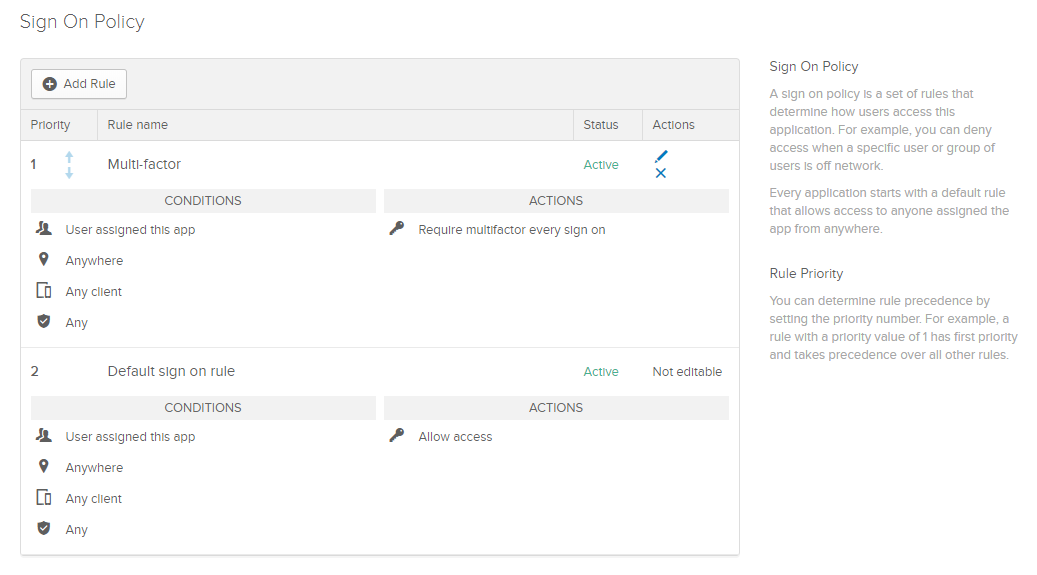 Sign On Policy
Add Rule
Priority Rule name Status Actions
1 Multi-factor Active
CONDITIONS ACTIONS
User assigned this app Require multifactor every sign on
Anywhere
Any client
Any
2 Default sign on rule Active Not editable
CONDITIONS ACTIONS
User assigned this app Allow access
Anywhere
Any client
Any
Sign On Policy
A sign on policy is a set of rules that
determine how users access this
application. For example, you can deny
access when a specific user or group of
users is off network.
Every application starts with a default rule
that allows access to anyone assigned the
app from anywhere.
Rule Priority
You can determine rule precedence by
setting the priority number. For example, a
rule with a priority value of 1 has first priority
and takes precedence over all other rules.